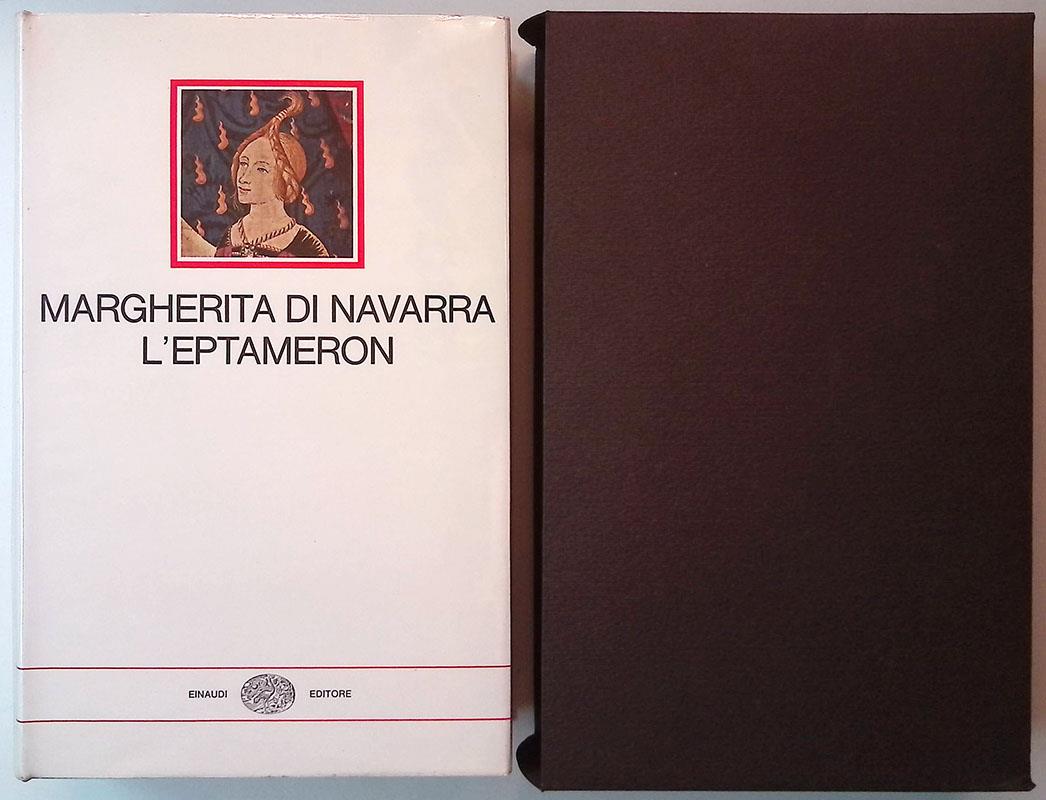 MARGHERITA DI NAVARRA
L'EPTAMERON
EINAUDI EDITORE